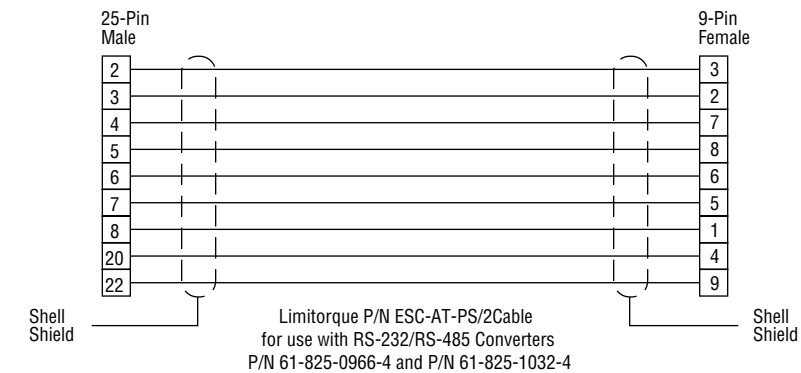 25-Pin
Male
9-Pin
Female
2 3
3 2
4 7
5 8
6 6
7 5
8 1
20 4
22 9
Shell
Shield
Limitorque P/N ESC-AT-PS/2Cable
for use with RS-232/RS-485 Converters
P/N 61-825-0966-4 and P/N 61-825-1032-4
Shell
Shield